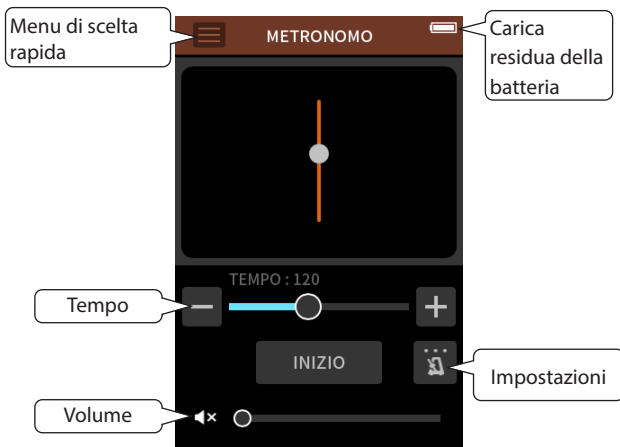 Menu di scelta
rapida
METRONOMO
Carica
residua della
batteria
TEMPO : 120
Tempo
INIZIO
Impostazioni
Volume